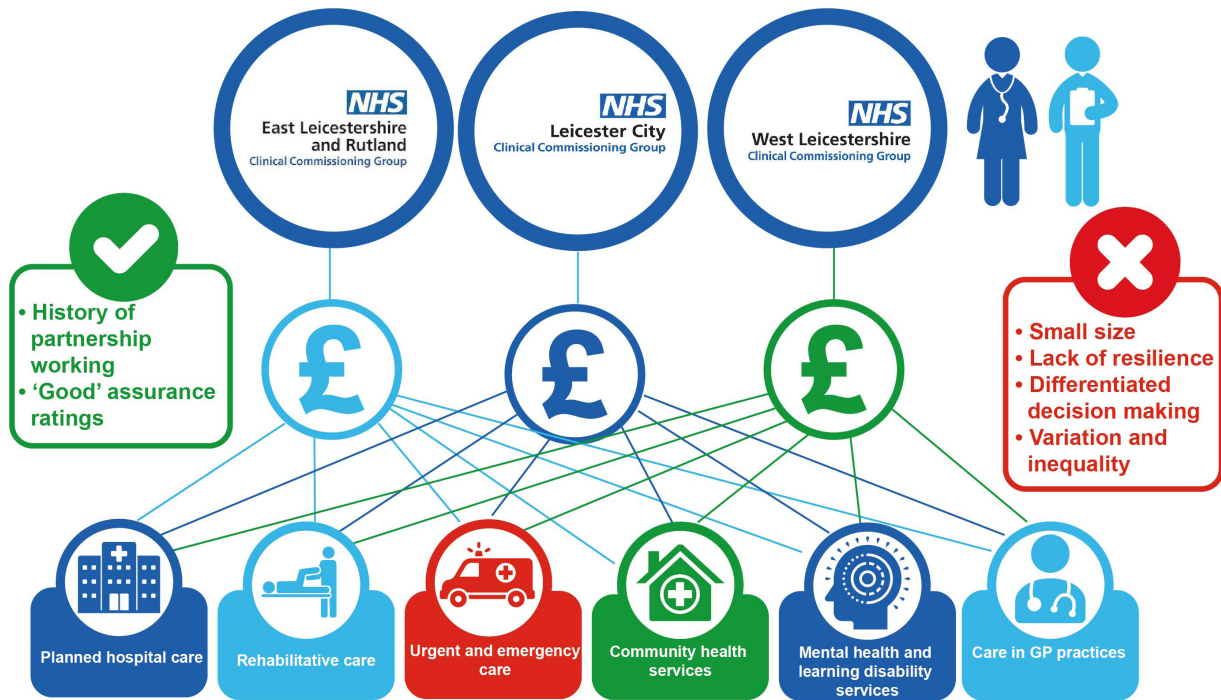 NHS
East Leicestershire
and Rutland
Clinical Commissioning Group
NHS
Leicester City
Clinical Commissioning Group
NHS
West Leicestershire
Clinical Commissioning Group
• History of
partnership
working
• ‘Good’ assurance
ratings
• Small size
• Lack of resilience
• Differentiated
decision making
• Variation and
inequality
£
£
£
Planned hospital care
Rehabilitative care
Urgent and emergency
care
Community health
services
Mental health and
learning disability
services
Care in GP practices